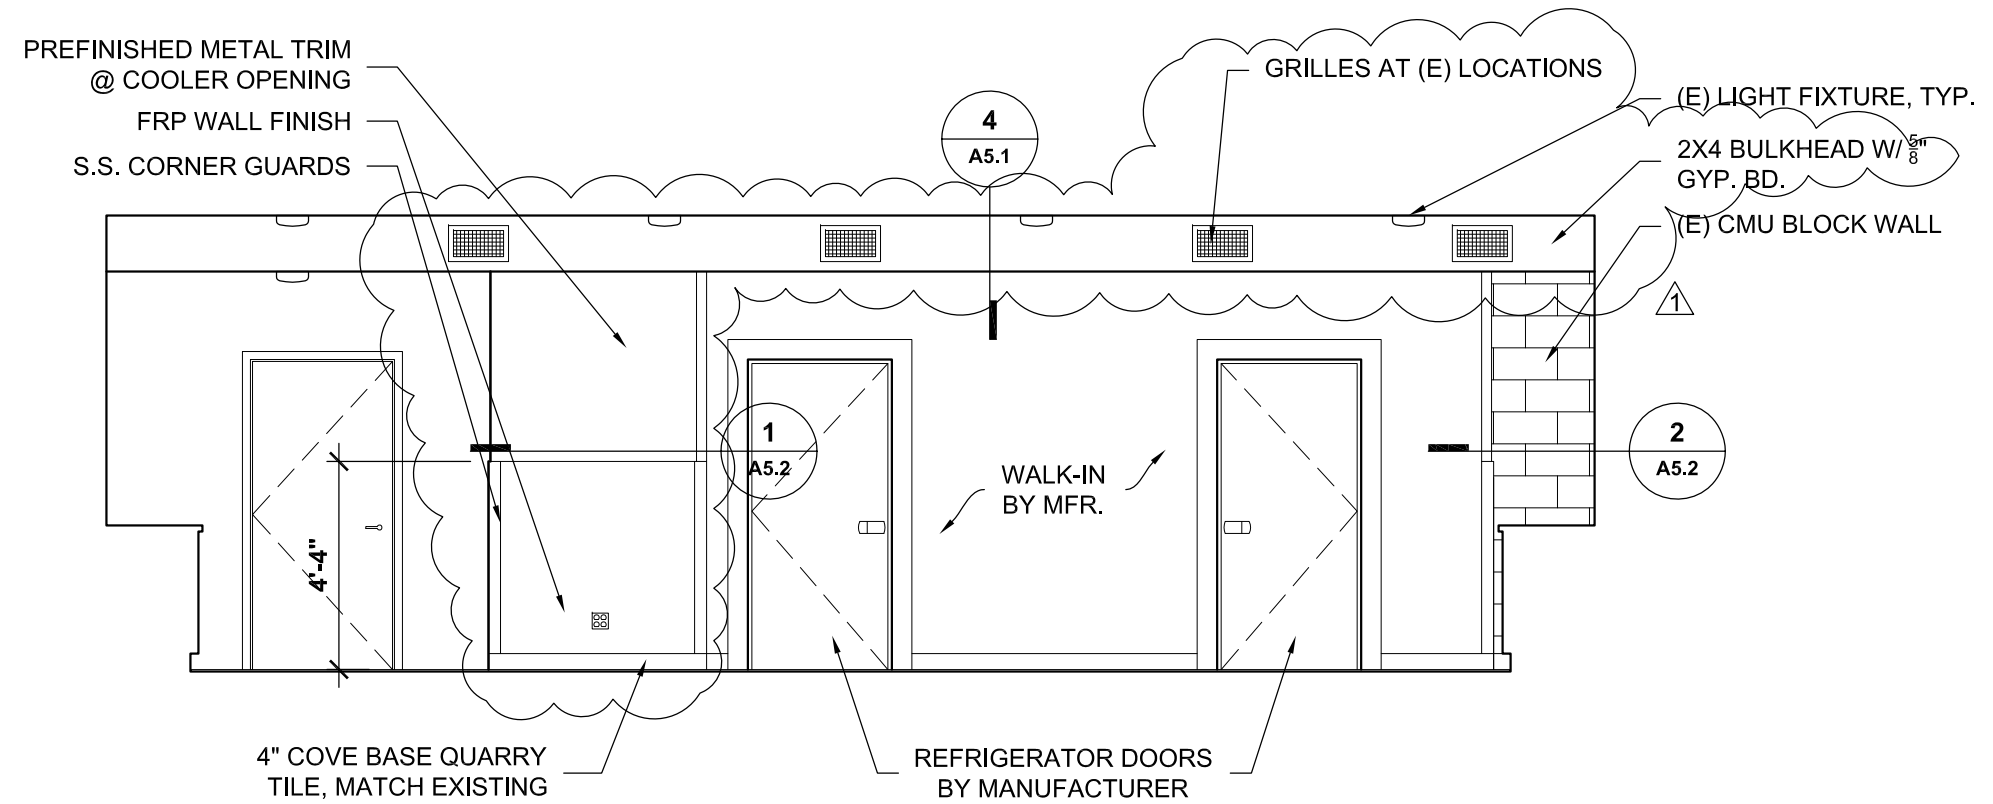 PREFINISHED METAL TRIM
@ COOLER OPENING
FRP WALL FINISH
S.S. CORNER GUARDS
4
A5.1
GRILLES AT (E) LOCATIONS
(E) LIGHT FIXTURE, TYP.
2X4 BULKHEAD W/ 5/8"
GYP. BD.
(E) CMU BLOCK WALL
1
1
A5.2
2
A5.2
WALK-IN
BY MFR.
4'-4"
4" COVE BASE QUARRY
TILE, MATCH EXISTING
REFRIGERATOR DOORS
BY MANUFACTURER